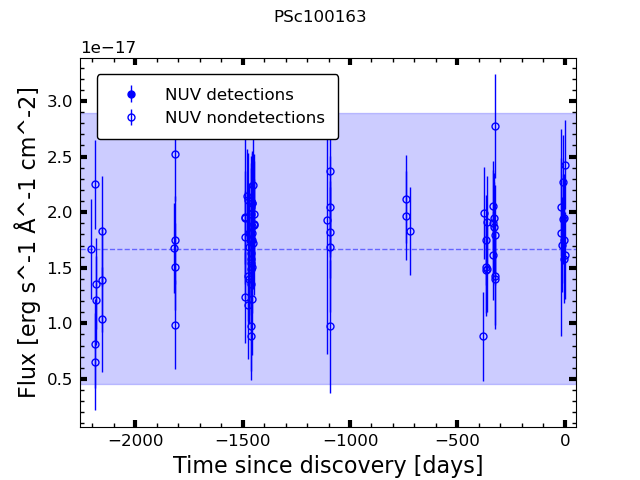 PSc100163
1e−17
NUV detections
NUV nondetections
3.0
2.5
2.0
1.5
1.0
0.5
Flux [erg s^-1 Å^-1 cm^-2]
−2000
−1500
−1000
−500
0
Time since discovery [days]